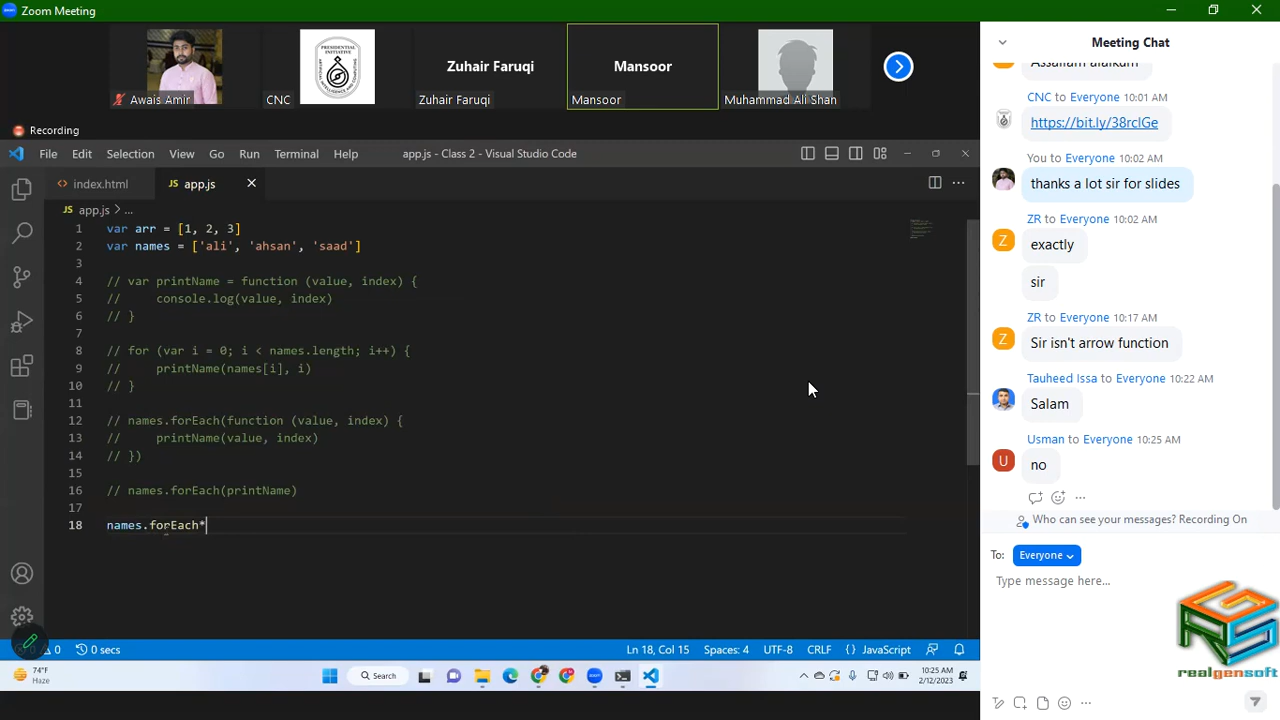 Zoom Meeting
Awais Amir
PRESIDENTIAL INITIATIVE
CNC
Zuhair Faruqi
Zuhair Faruqi
Mansoor
Mansoor
Muhammad Ali Shan
Recording
File Edit Selection View Go Run Terminal Help
app.js - Class 2 - Visual Studio Code
index.html
JS app.js
JS app.js > ...
1 var arr = [1, 2, 3]
2 var names = ['ali', 'ahsan', 'saad']
3
4 // var printName = function (value, index) {
5 //     console.log(value, index)
6 // }
7
8 // for (var i = 0; i < names.length; i++) {
9 //     printName(names[i], i)
10 // }
11
12 // names.forEach(function (value, index) {
13 //     printName(value, index)
14 // })
15
16 // names.forEach(printName)
17
18 names.forEach*
0 0 secs
Ln 18, Col 15 Spaces: 4 UTF-8 CRLF {} JavaScript
74°F
Haze
Search
10:25 AM
2/12/2023
Meeting Chat
Assallam alaikum
CNC to Everyone 10:01 AM
https://bit.ly/38rclGe
You to Everyone 10:02 AM
thanks a lot sir for slides
ZR to Everyone 10:02 AM
Z
exactly
sir
ZR to Everyone 10:17 AM
Z
Sir isn't arrow function
Tauheed Issa to Everyone 10:22 AM
Salam
Usman to Everyone 10:25 AM
U
no
Who can see your messages? Recording On
To: Everyone
Type message here...
realgensoft